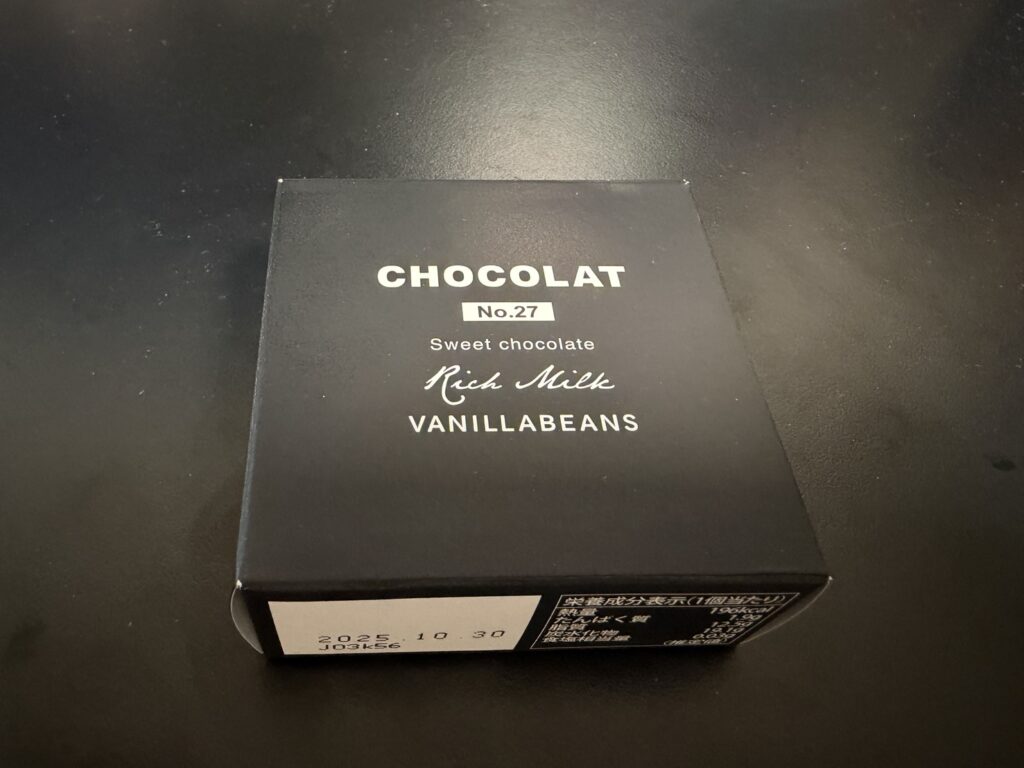 CHOCOLAT
No.27
Sweet chocolate
Rich Milk
VANILLABEANS
2025.10.30
J03k56
栄養成分表示(1個当たり)
熱量 196kcal
たんぱく質
脂質
炭水化物
食塩相当量